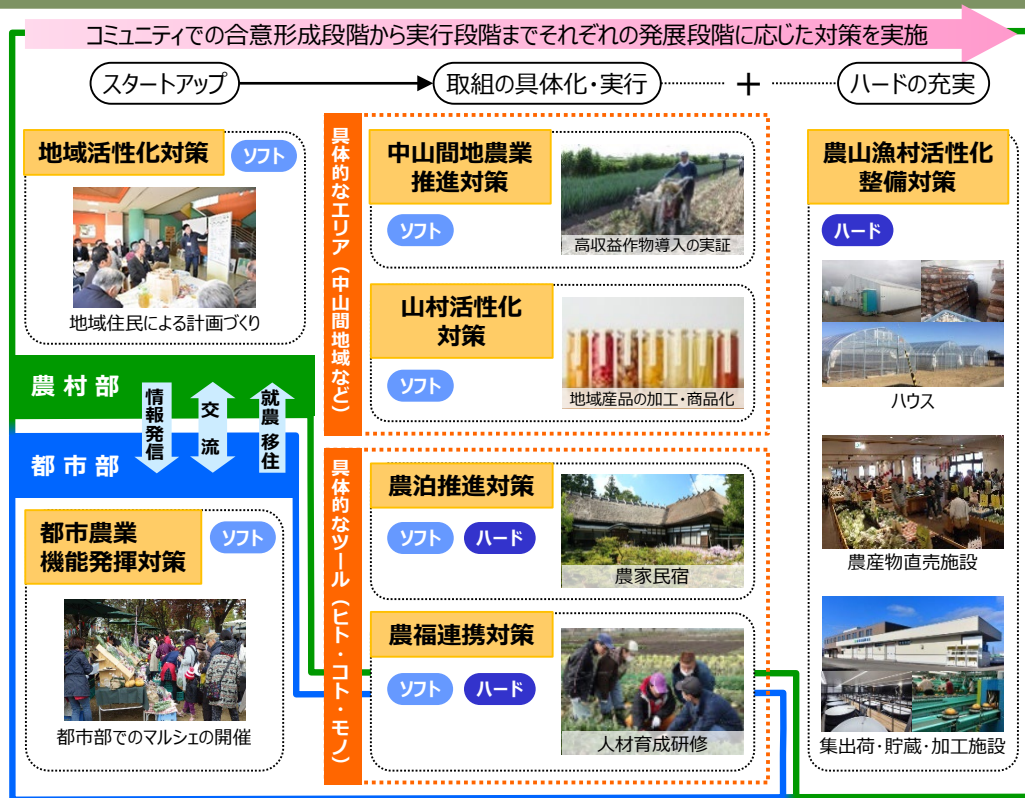 コミュニティでの合意形成段階から実行段階までそれぞれの発展段階に応じた対策を実施
スタートアップ
取組の具体化・実行
＋
ハードの充実
地域活性化対策
ソフト
地域住民による計画づくり
農村部
情報発信
交流
就農 移住
都市部
都市農業
機能発揮対策
ソフト
都市部でのマルシェの開催
具体的なエリア（中山間地域など）
中山間地農業
推進対策
ソフト
高収益作物導入の実証
山村活性化
対策
ソフト
地域産品の加工・商品化
具体的なツール（ヒト・コト・モノ）
農泊推進対策
ソフト
ハード
農家民宿
農福連携対策
ソフト
ハード
人材育成研修
農山漁村活性化
整備対策
ハード
ハウス
農産物直売施設
集出荷・貯蔵・加工施設